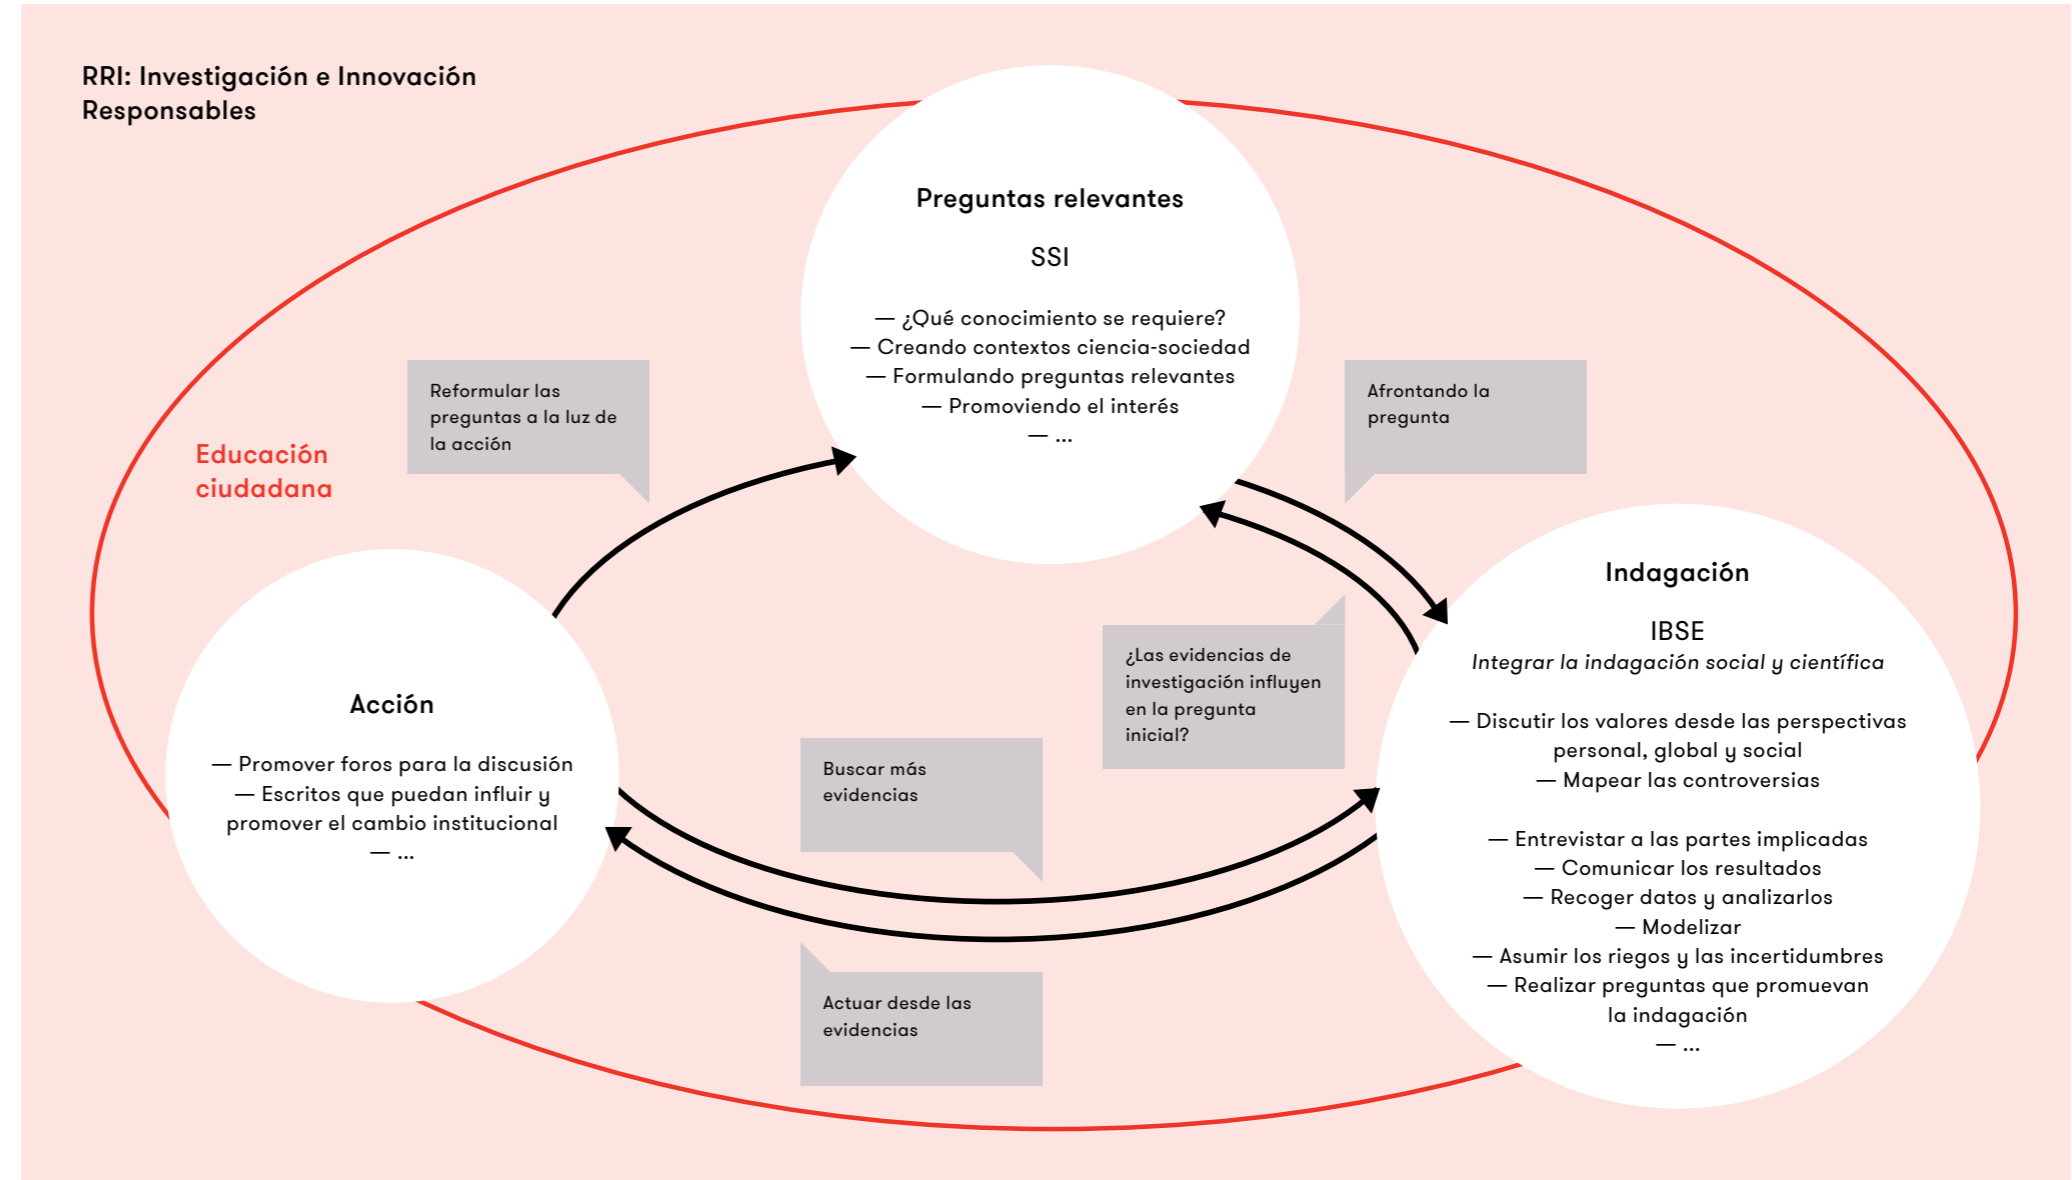 RRI: Investigación e Innovación
Responsables
Preguntas relevantes
SSI
— ¿Qué conocimiento se requiere?
— Creando contextos ciencia-sociedad
— Formulando preguntas relevantes
— Promoviendo el interés
— ...
Reformular las
preguntas a la luz de
la acción
Afrontando la
pregunta
Educación
ciudadana
Indagación
IBSE
Integrar la indagación social y científica
— Discutir los valores desde las perspectivas
personal, global y social
— Mapear las controversias
— Entrevistar a las partes implicadas
— Comunicar los resultados
— Recoger datos y analizarlos
— Modelizar
— Asumir los riegos y las incertidumbres
— Realizar preguntas que promuevan
la indagación
— ...
¿Las evidencias de
investigación influyen
en la pregunta
inicial?
Acción
— Promover foros para la discusión
— Escritos que puedan influir y
promover el cambio institucional
— ...
Buscar más
evidencias
Actuar desde las
evidencias